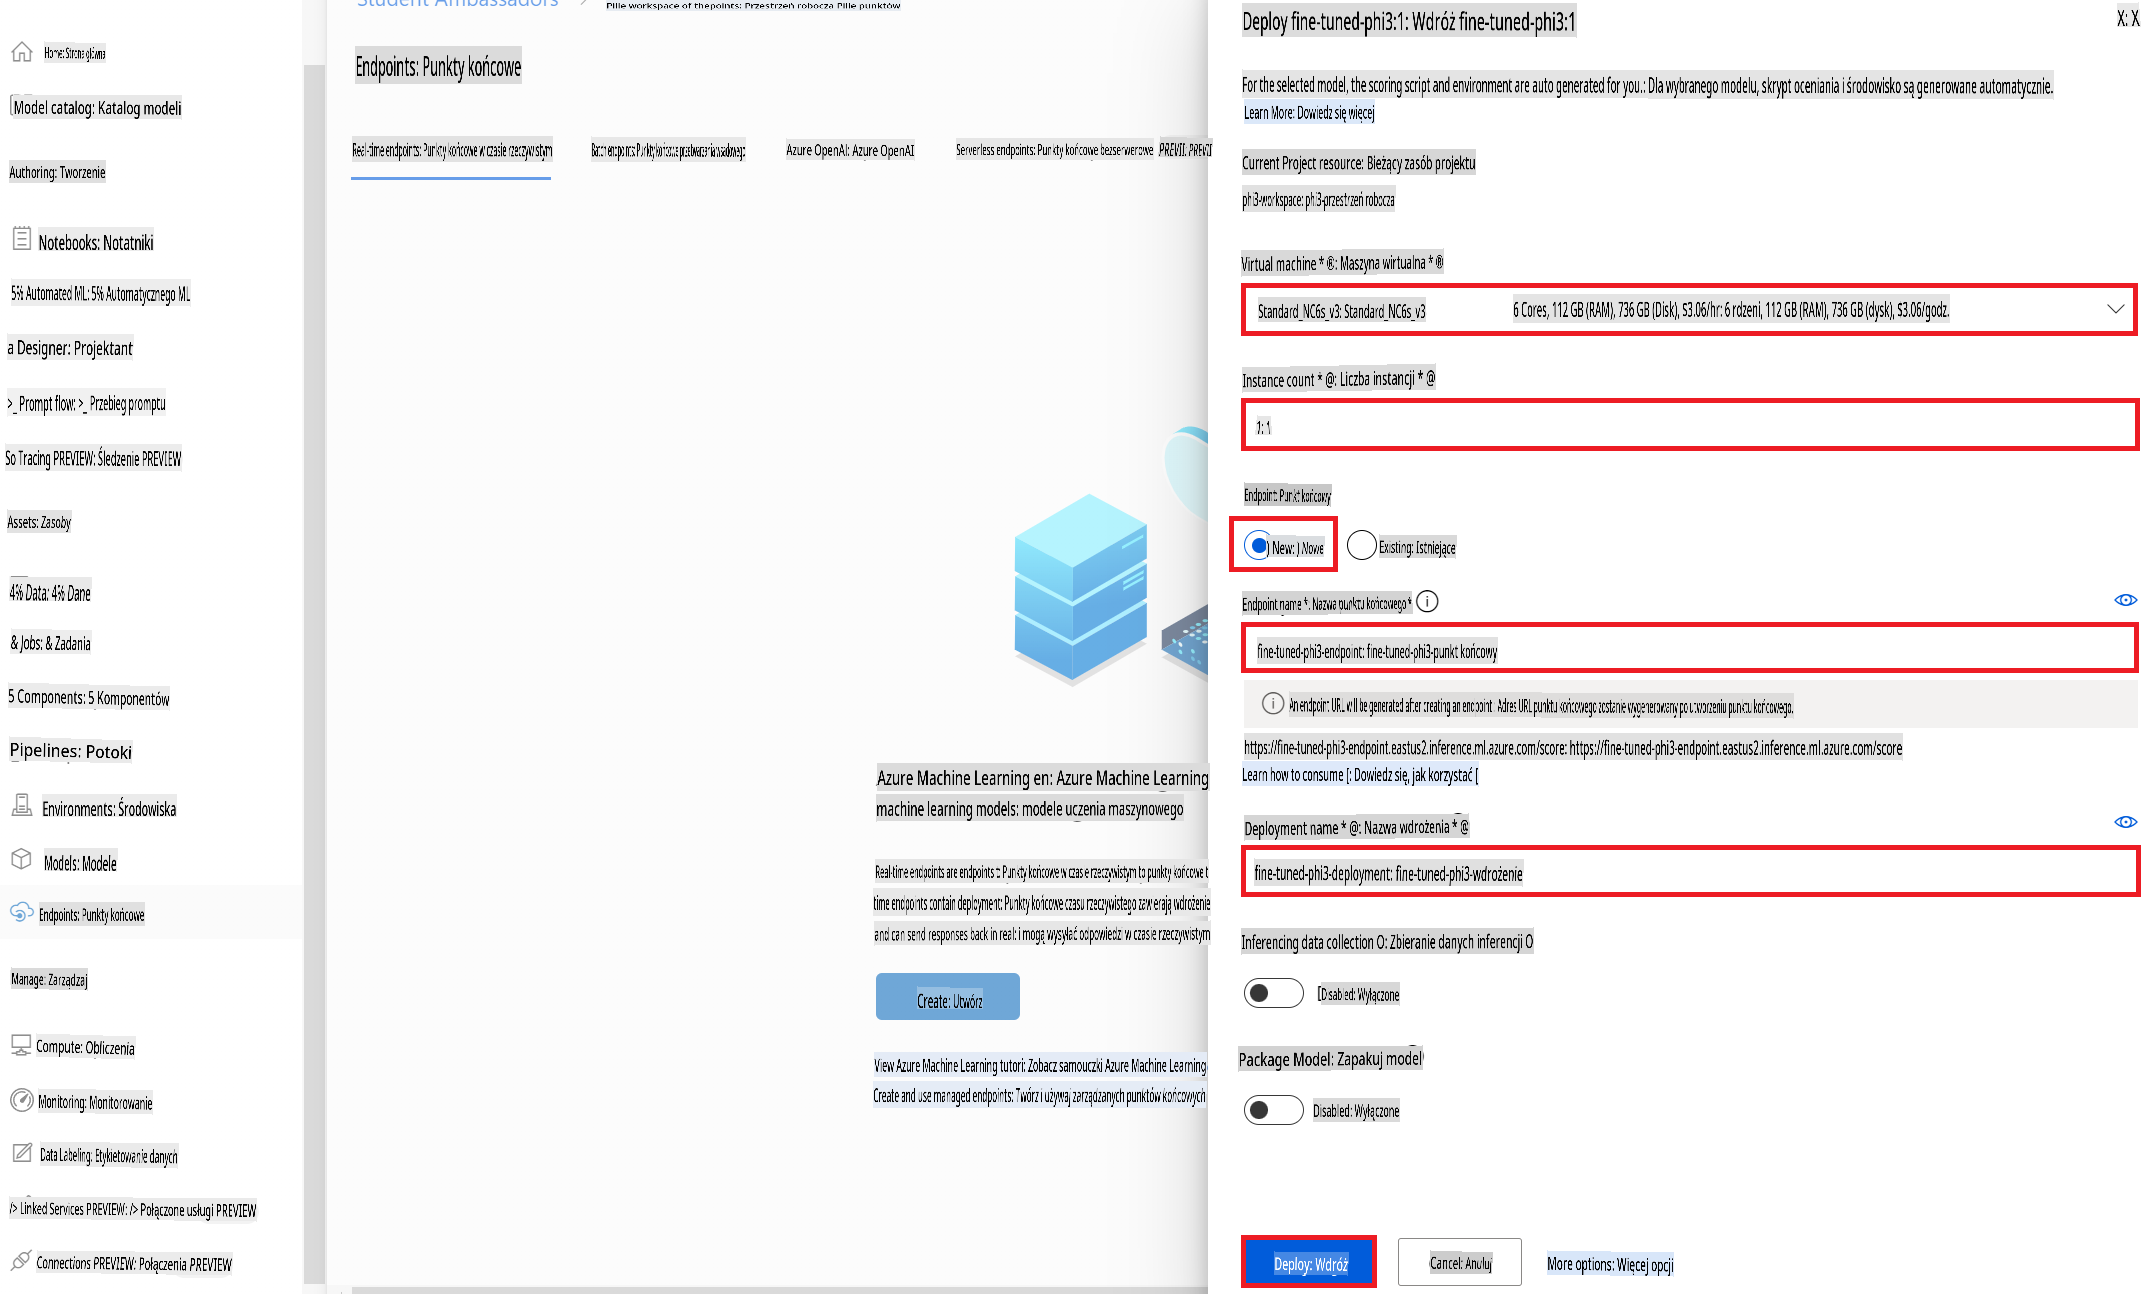 Student Ambassadors
Pille workspace of thepoints: Przestrzeń robocza Pille punktów
Home: Strona główna
Model catalog: Katalog modeli
Authoring: Tworzenie
Notebooks: Notatniki
5% Automated ML: 5% Automatycznego ML
a Designer: Projektant
>_ Prompt flow: >_ Przebieg promptu
So Tracing PREVIEW: Śledzenie PREVIEW
Assets: Zasoby
4% Data: 4% Dane
& Jobs: & Zadania
5 Components: 5 Komponentów
Pipelines: Potoki
Environments: Środowiska
Models: Modele
Endpoints: Punkty końcowe
Manage: Zarządzaj
Compute: Obliczenia
Monitoring: Monitorowanie
Data Labeling: Etykietowanie danych
/> Linked Services PREVIEW: /> Połączone usługi PREVIEW
Connections PREVIEW: Połączenia PREVIEW
Endpoints: Punkty końcowe
Real-time endpoints: Punkty końcowe w czasie rzeczywistym
Batch endpoints: Punkty końcowe przetwarzania wsadowego
Azure OpenAI: Azure OpenAI
Serverless endpoints: Punkty końcowe bezserwerowe
PREVII: PREVII
Azure Machine Learning en: Azure Machine Learning
machine learning models: modele uczenia maszynowego
Real-time endpoints are endpoints t: Punkty końcowe w czasie rzeczywistym to punkty końcowe t
time endpoints contain deployment: Punkty końcowe czasu rzeczywistego zawierają wdrożenie
and can send responses back in real: i mogą wysyłać odpowiedzi w czasie rzeczywistym
Create: Utwórz
View Azure Machine Learning tutori: Zobacz samouczki Azure Machine Learning
Create and use managed endpoints: Twórz i używaj zarządzanych punktów końcowych
Deploy fine-tuned-phi3:1: Wdróż fine-tuned-phi3:1
X: X
For the selected model, the scoring script and environment are auto generated for you.: Dla wybranego modelu, skrypt oceniania i środowisko są generowane automatycznie.
Learn More: Dowiedz się więcej
Current Project resource: Bieżący zasób projektu
phi3-workspace: phi3-przestrzeń robocza
Virtual machine * ®: Maszyna wirtualna * ®
Standard_NC6s_v3: Standard_NC6s_v3
6 Cores, 112 GB (RAM), 736 GB (Disk), $3.06/hr: 6 rdzeni, 112 GB (RAM), 736 GB (dysk), $3.06/godz.
Instance count * @: Liczba instancji * @
1: 1
Endpoint: Punkt końcowy
) New: ) Nowe
Existing: Istniejące
Endpoint name *: Nazwa punktu końcowego *
fine-tuned-phi3-endpoint: fine-tuned-phi3-punkt końcowy
An endpoint URL will be generated after creating an endpoint.: Adres URL punktu końcowego zostanie wygenerowany po utworzeniu punktu końcowego.
https://fine-tuned-phi3-endpoint.eastus2.inference.ml.azure.com/score: https://fine-tuned-phi3-endpoint.eastus2.inference.ml.azure.com/score
Learn how to consume [: Dowiedz się, jak korzystać [
Deployment name * @: Nazwa wdrożenia * @
fine-tuned-phi3-deployment: fine-tuned-phi3-wdrożenie
Inferencing data collection O: Zbieranie danych inferencji O
Disabled: Wyłączone
Package Model: Zapakuj model
Disabled: Wyłączone
Deploy: Wdróż
Cancel: Anuluj
More options: Więcej opcji